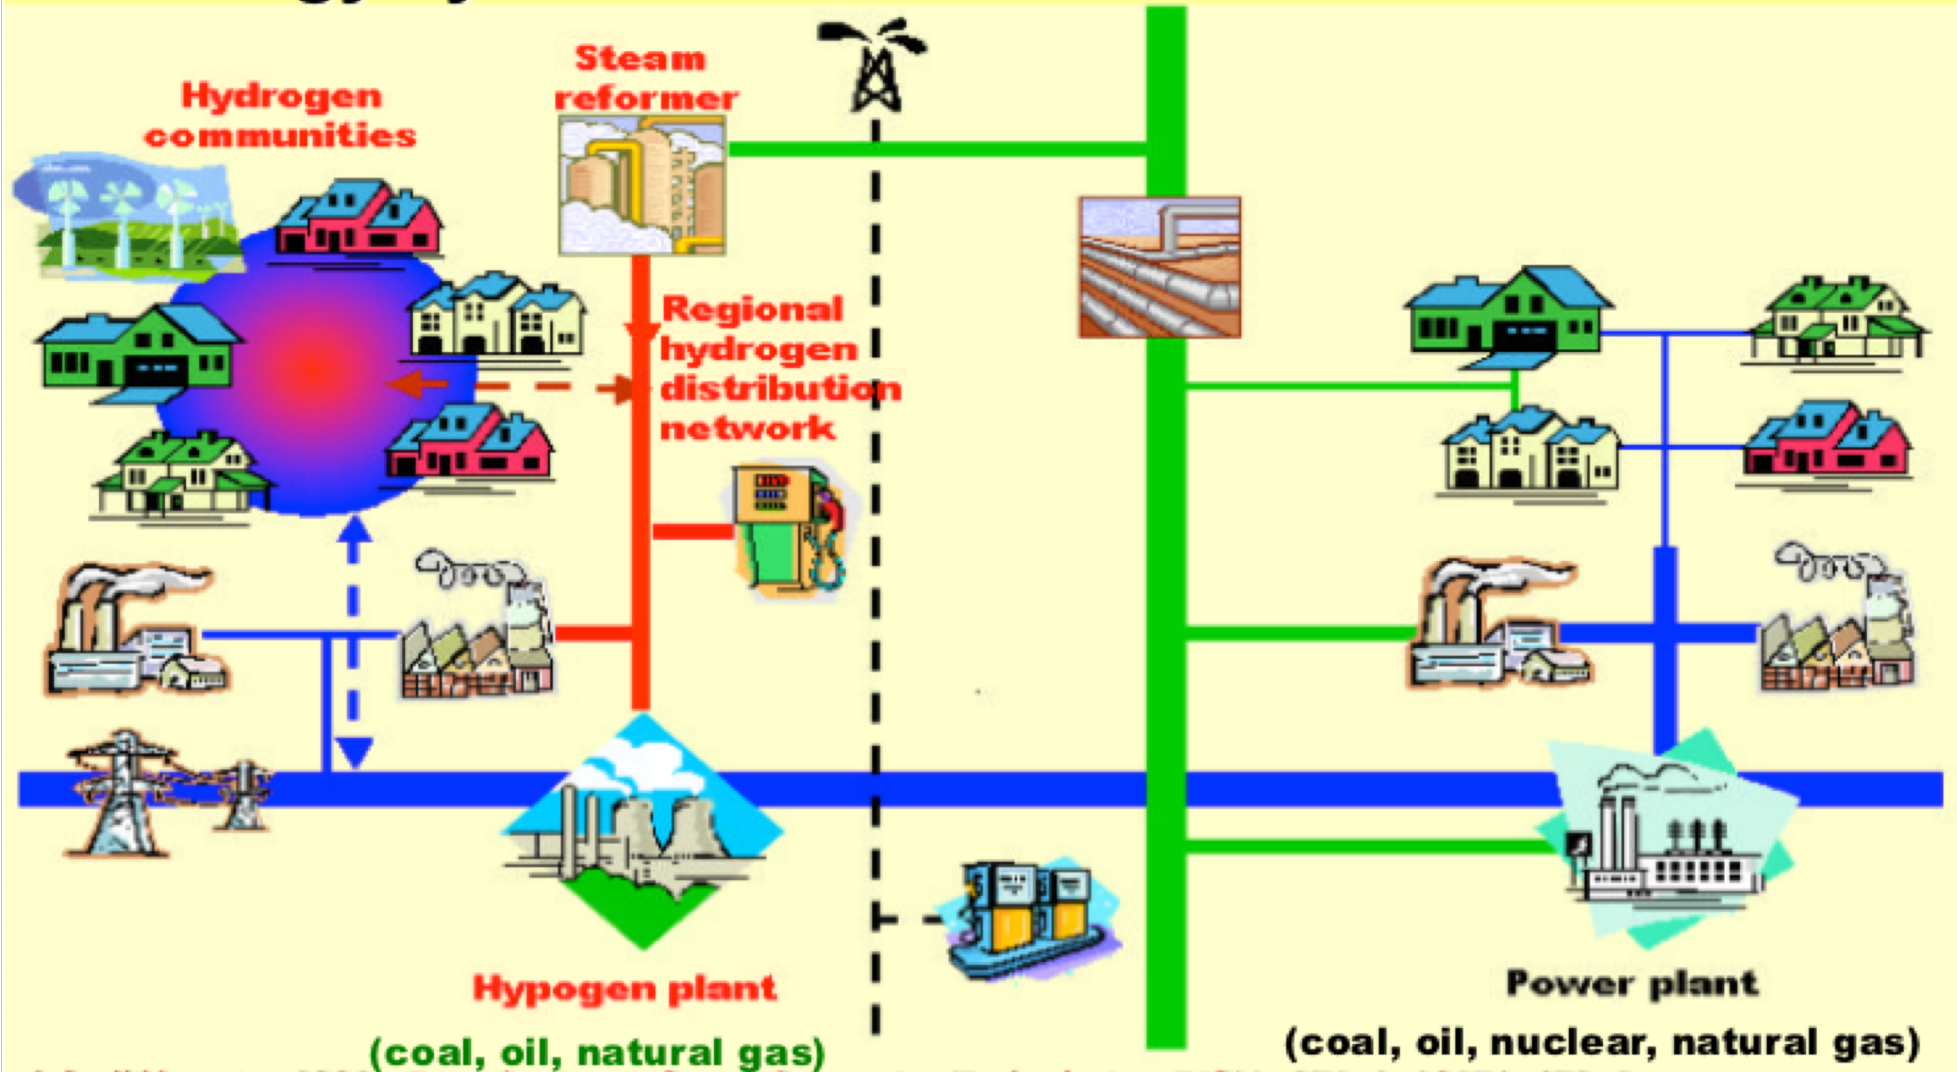 Steam
reformer
Hydrogen
communities
Regional
hydrogen
distribution
network
Hypogen plant
(coal, oil, natural gas)
Power plant
(coal, oil, nuclear, natural gas)